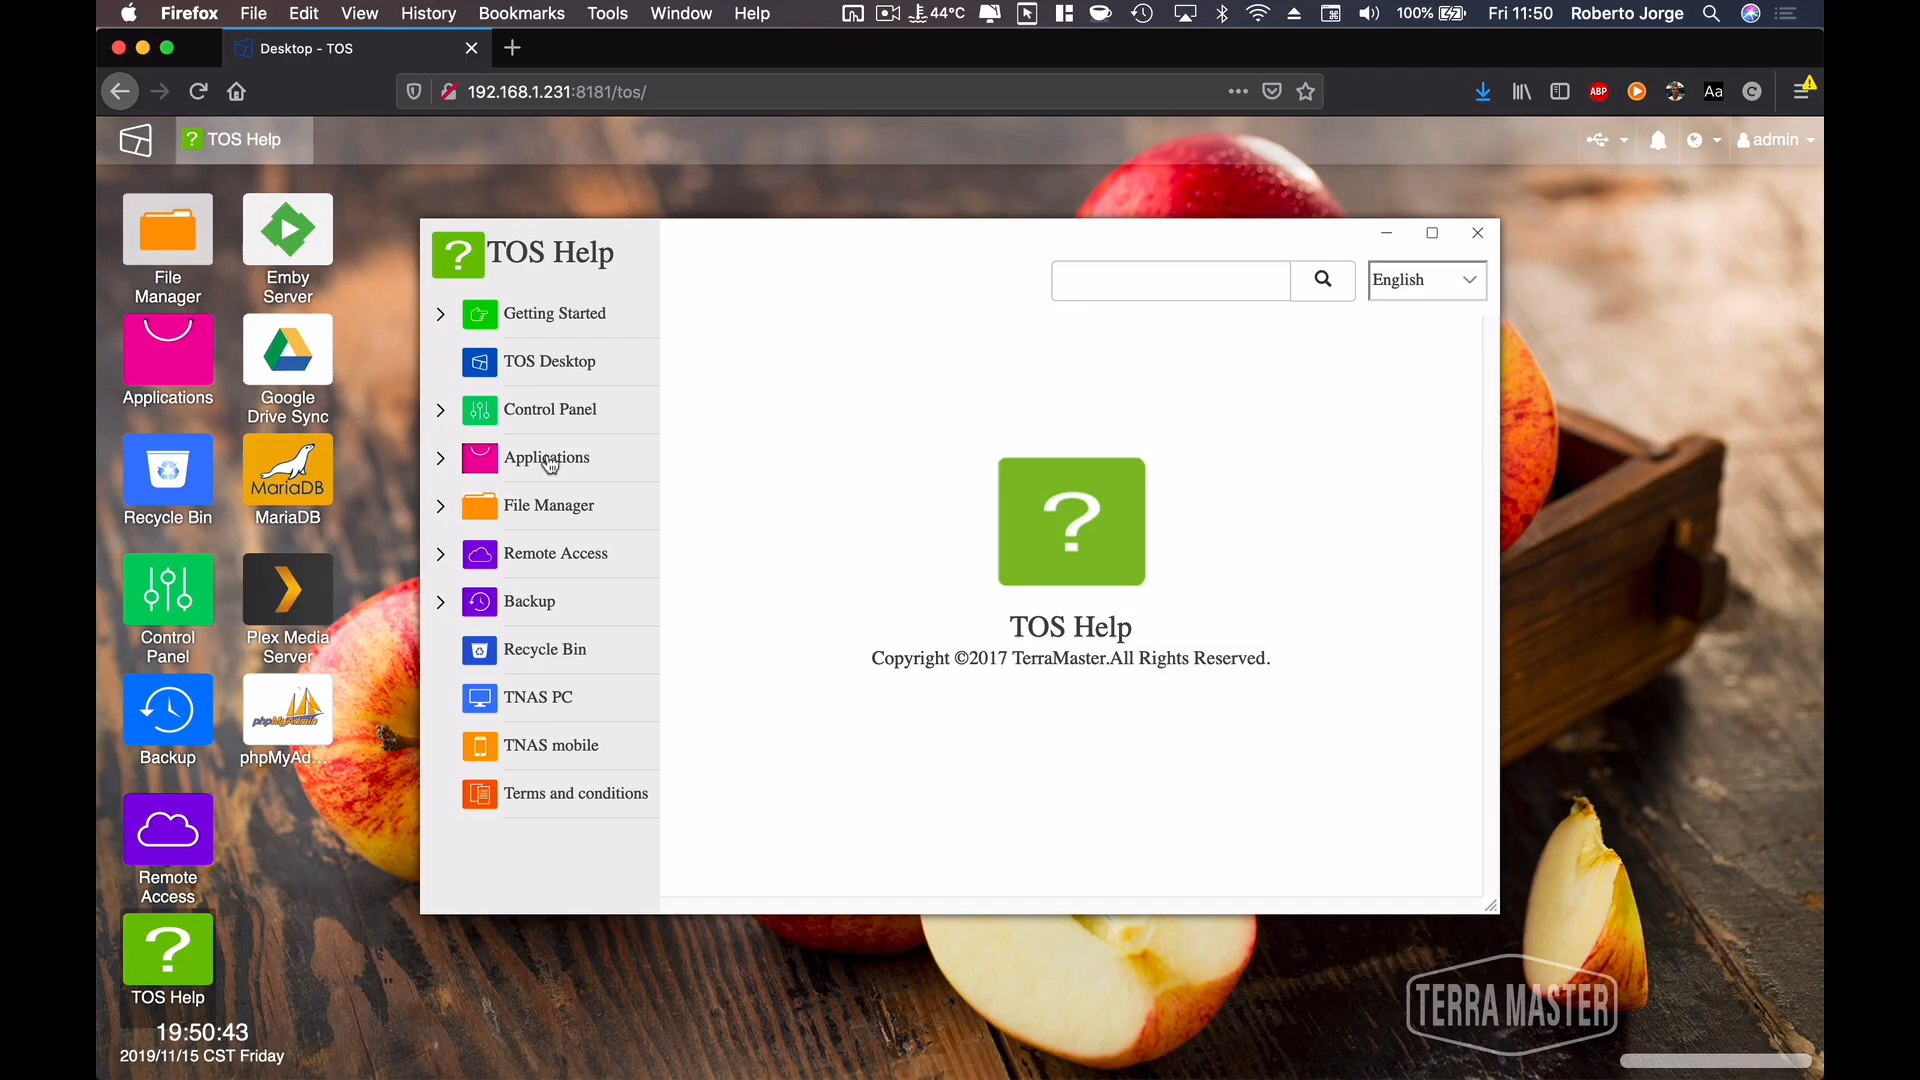 Firefox File Edit View History Bookmarks Tools Window Help 44°C 100% Fri 11:50 Roberto Jorge
Desktop - TOS
192.168.1.231:8181/tos/
ABP
Aa
? TOS Help
admin
File
Manager
Emby
Server
Applications
Google
Drive Sync
Recycle Bin
MariaDB
MariaDB
Control
Panel
Plex Media
Server
Backup
phpMyAdmin
phpMyAd...
Remote
Access
?
TOS Help
19:50:43
2019/11/15 CST Friday
? TOS Help
English
Getting Started
TOS Desktop
Control Panel
Applications
File Manager
Remote Access
Backup
Recycle Bin
TNAS PC
TNAS mobile
Terms and conditions
?
TOS Help
Copyright ©2017 TerraMaster.All Rights Reserved.
TERRA MASTER